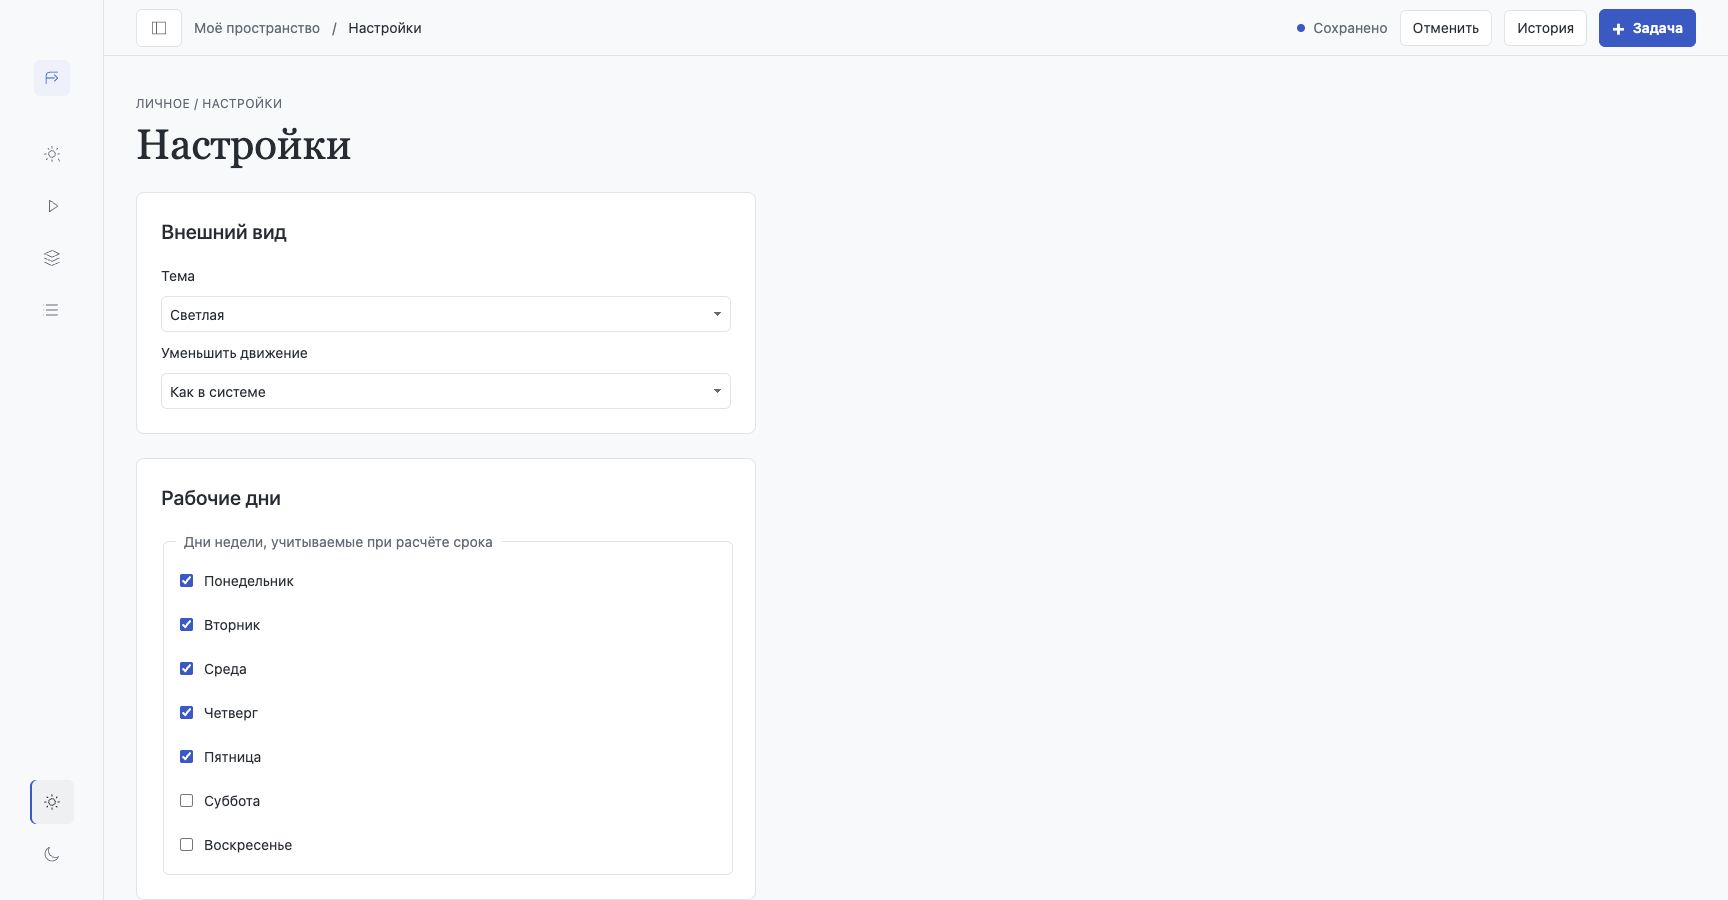 Моё пространство / Настройки
Сохранено
Отменить
История
+ Задача
ЛИЧНОЕ / НАСТРОЙКИ
Настройки
Внешний вид
Тема
Светлая
Уменьшить движение
Как в системе
Рабочие дни
Дни недели, учитываемые при расчёте срока
Понедельник
Вторник
Среда
Четверг
Пятница
Суббота
Воскресенье